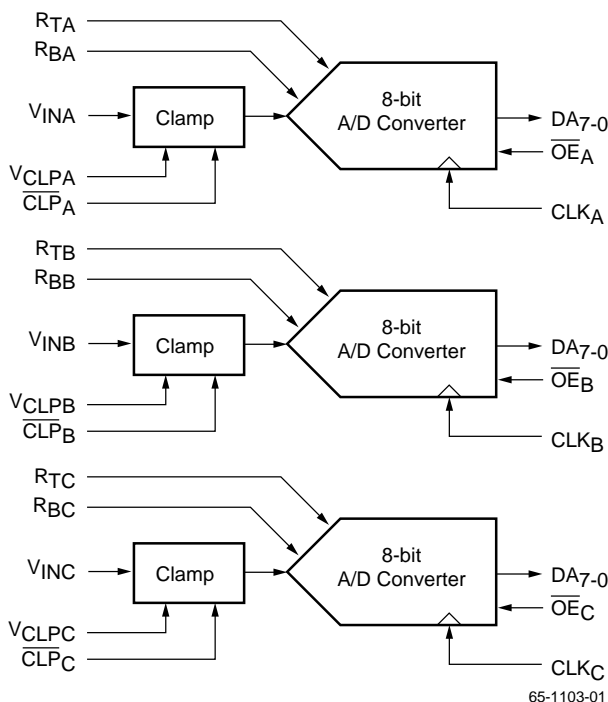 RTA
RBA
VINA
Clamp
8-bit
A/D Converter
DA7-0
OEA
VCLPA
CLPA
CLKA
RTB
RBB
VINB
Clamp
8-bit
A/D Converter
DA7-0
OEB
VCLPB
CLPB
CLKB
RTC
RBC
VINC
Clamp
8-bit
A/D Converter
DA7-0
OEC
VCLPC
CLPC
CLKC
65-1103-01